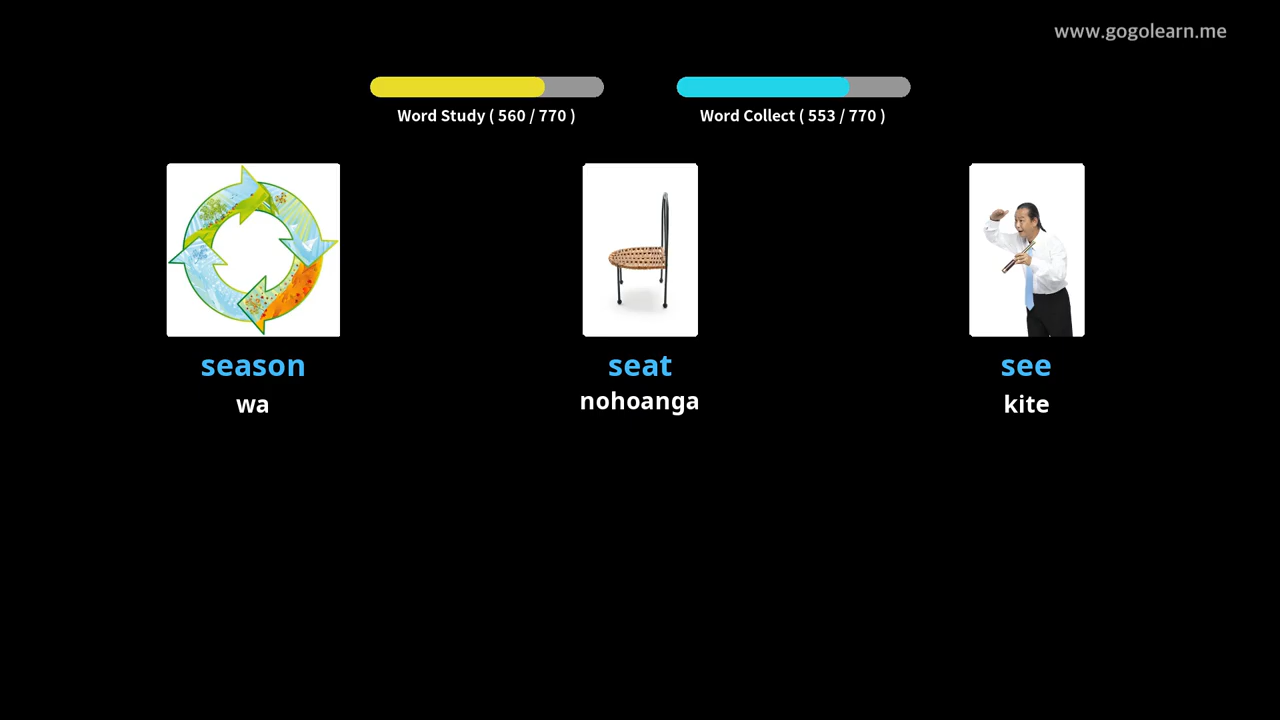 www.gogolearn.me
Word Study ( 560 / 770 )
Word Collect ( 553 / 770 )
season
seat
see
wa
nohoanga
kite